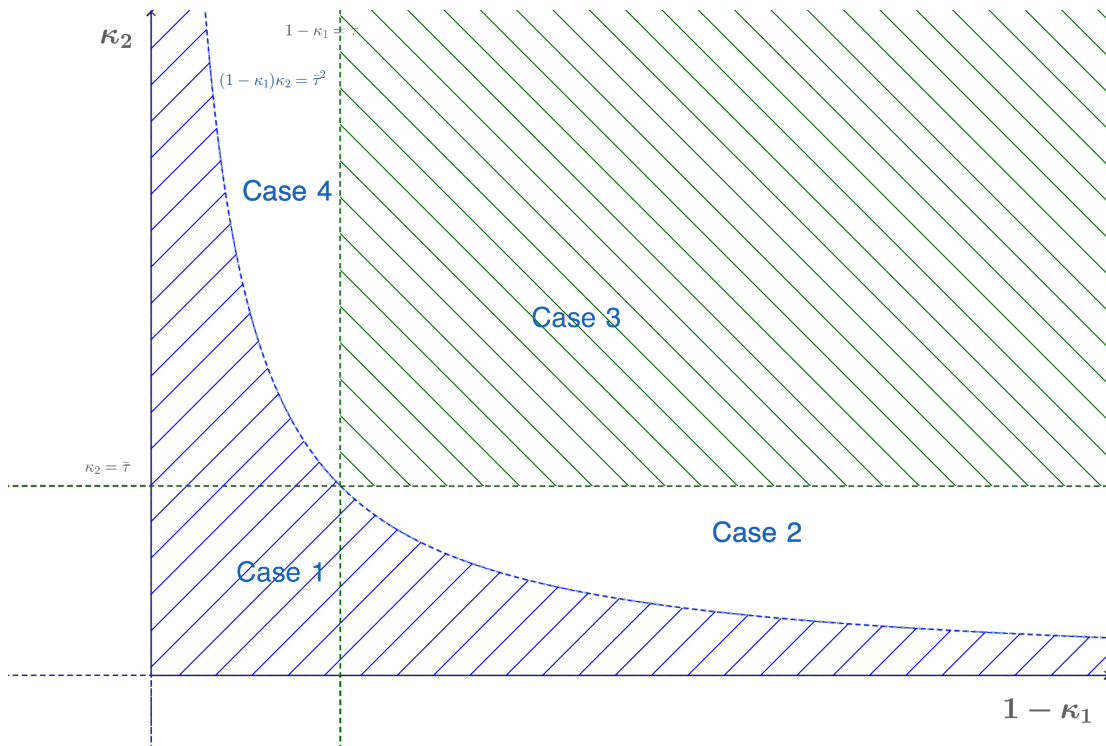 κ₂
1 − κ₁ = τ̄
(1 − κ₁)κ₂ = τ̄²
Case 4
Case 3
κ₂ = τ̄
Case 2
Case 1
1 − κ₁